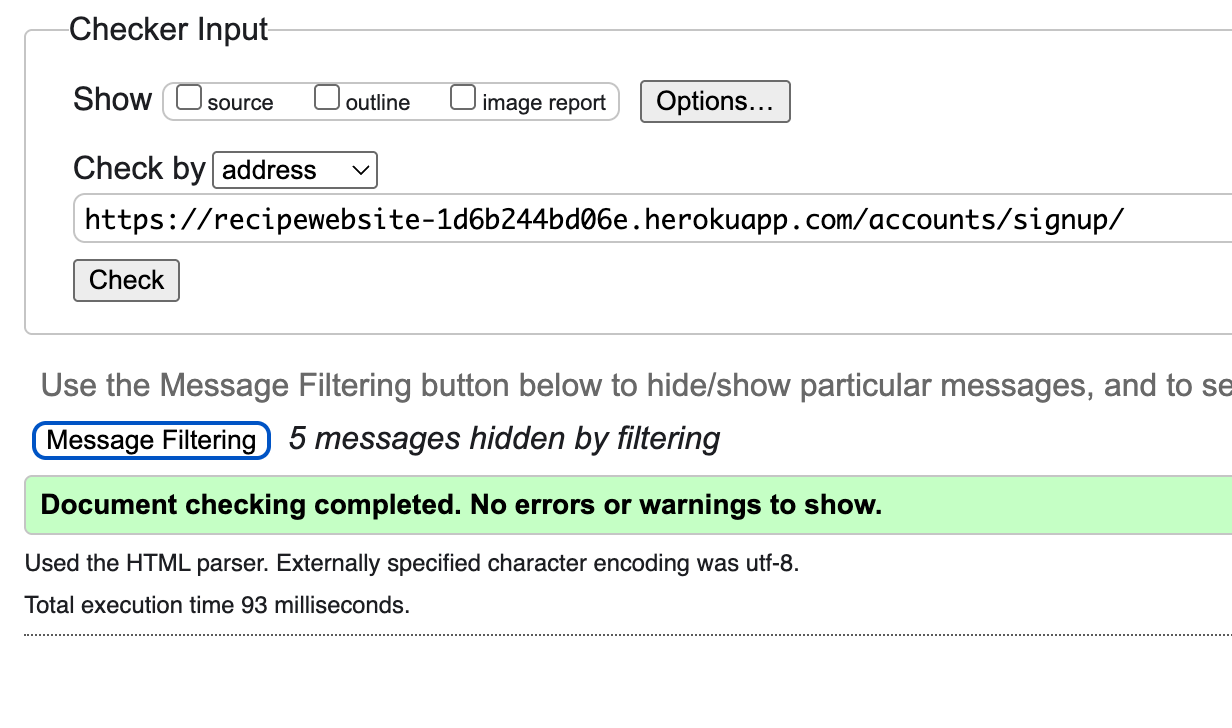 Checker Input
Show source outline image report Options...
Check by address
https://recipewebsite-1d6b244bd06e.herokuapp.com/accounts/signup/
Check
Use the Message Filtering button below to hide/show particular messages, and to se
Message Filtering 5 messages hidden by filtering
Document checking completed. No errors or warnings to show.
Used the HTML parser. Externally specified character encoding was utf-8.
Total execution time 93 milliseconds.